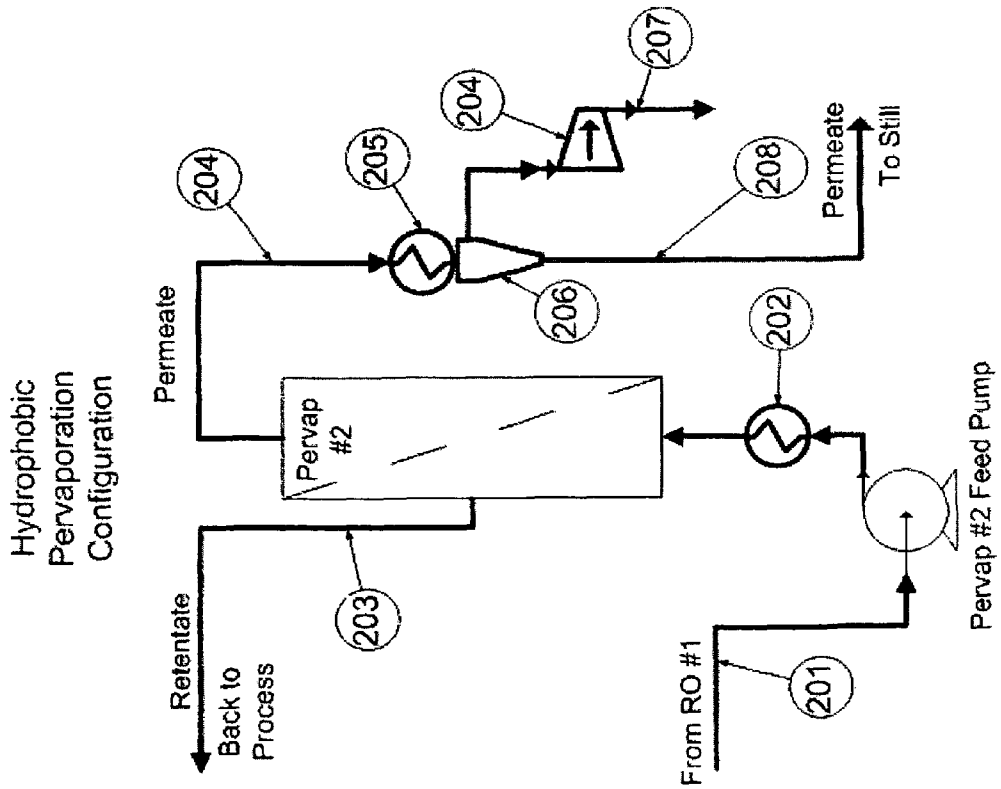 Hydrophobic
Pervaporation
Configuration
Retentate
Back to
Process
203
Permeate
204
205
206
204
207
208
Permeate
To Still
Pervap
#2
202
From RO #1
201
Pervap #2 Feed Pump